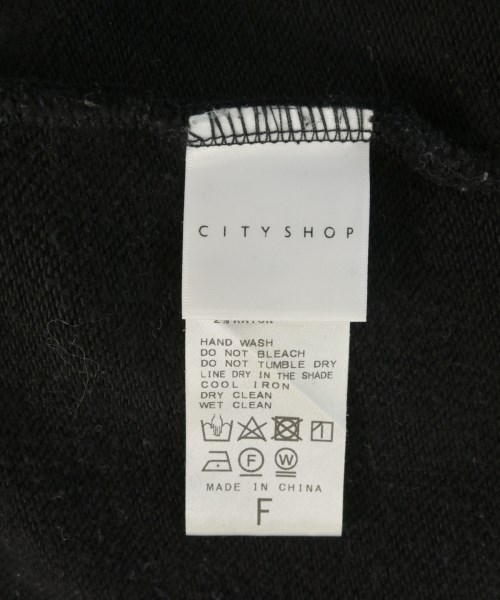 CITYSHOP
HAND WASH
DO NOT BLEACH
DO NOT TUMBLE DRY
LINE DRY IN THE SHADE
COOL IRON
DRY CLEAN
WET CLEAN
F W
MADE IN CHINA
F